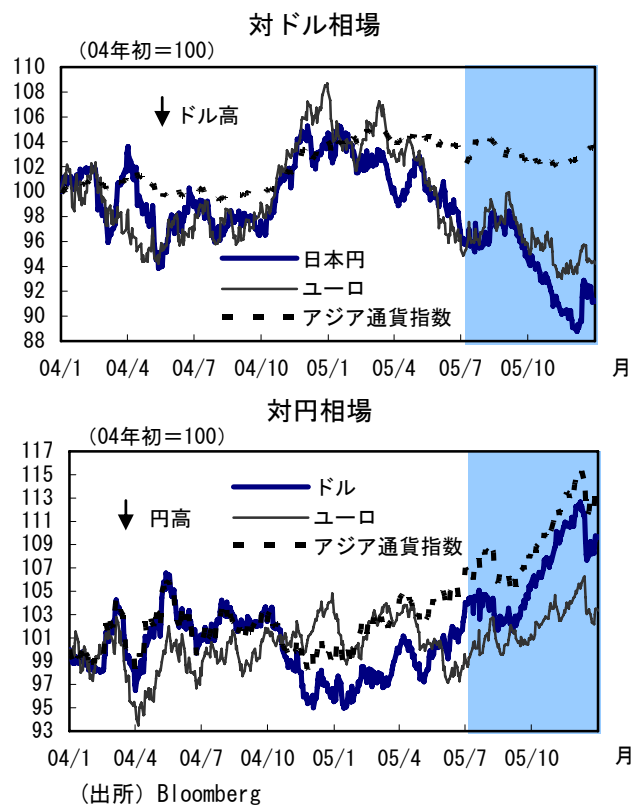 対ドル相場
（04年初＝100）
110
108
106
104
102
100
98
96
94
92
90
88
ドル高
日本円
ユーロ
アジア通貨指数
04/1 04/4 04/7 04/10 05/1 05/4 05/7 05/10 月
対円相場
（04年初＝100）
117
115
113
111
109
107
105
103
101
99
97
95
93
円高
ドル
ユーロ
アジア通貨指数
04/1 04/4 04/7 04/10 05/1 05/4 05/7 05/10 月
（出所）Bloomberg